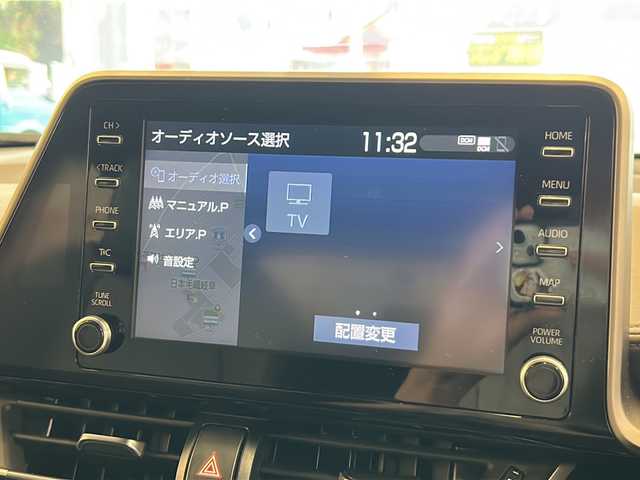 CH >
< TRACK
PHONE
T&C
TUNE
SCROLL
オーディオソース選択
11:32
DCM
DCM
オーディオ選択
マニュアル.P
エリア.P
音設定
TV
配置変更
HOME
MENU
AUDIO
MAP
POWER
VOLUME